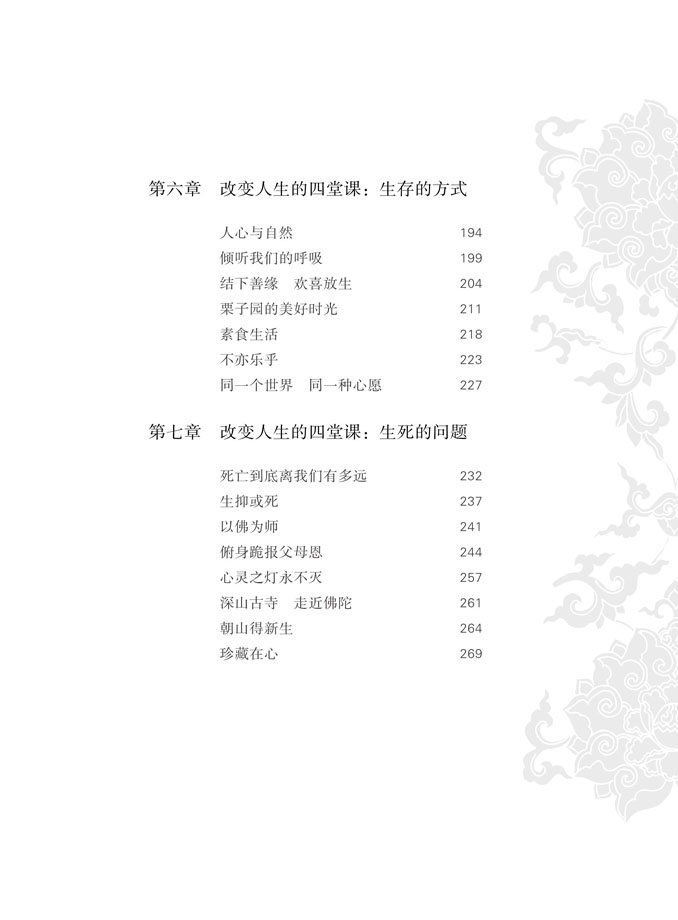 第六章　改变人生的四堂课：生存的方式
人心与自然 194
倾听我们的呼吸 199
结下善缘　欢喜放生 204
栗子园的美好时光 211
素食生活 218
不亦乐乎 223
同一个世界　同一种心愿 227
第七章　改变人生的四堂课：生死的问题
死亡到底离我们有多远 232
生抑或死 237
以佛为师 241
俯身跪报父母恩 244
心灵之灯永不灭 257
深山古寺　走近佛陀 261
朝山得新生 264
珍藏在心 269